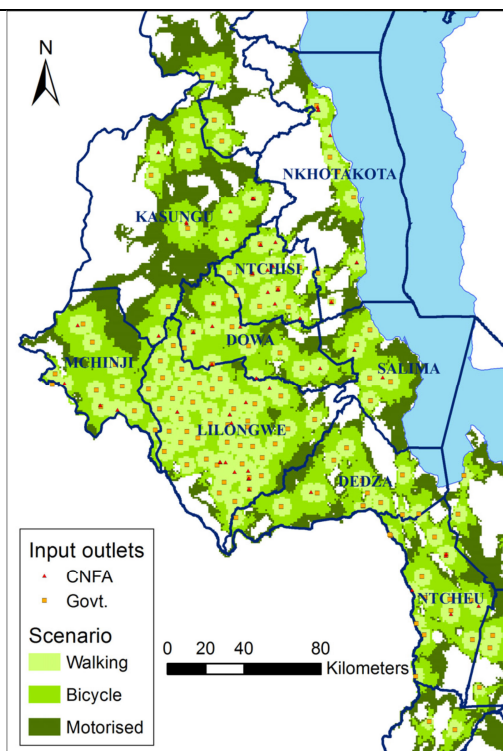 N
NKHOTAKOTA
KASUNGU
NTCHISI
DOWA
MCHINJI
SALIMA
LILONGWE
DEDZA
NTCHEU
Input outlets
CNFA
Govt.
Scenario
Walking
Bicycle
Motorised
0 20 40 80
Kilometers